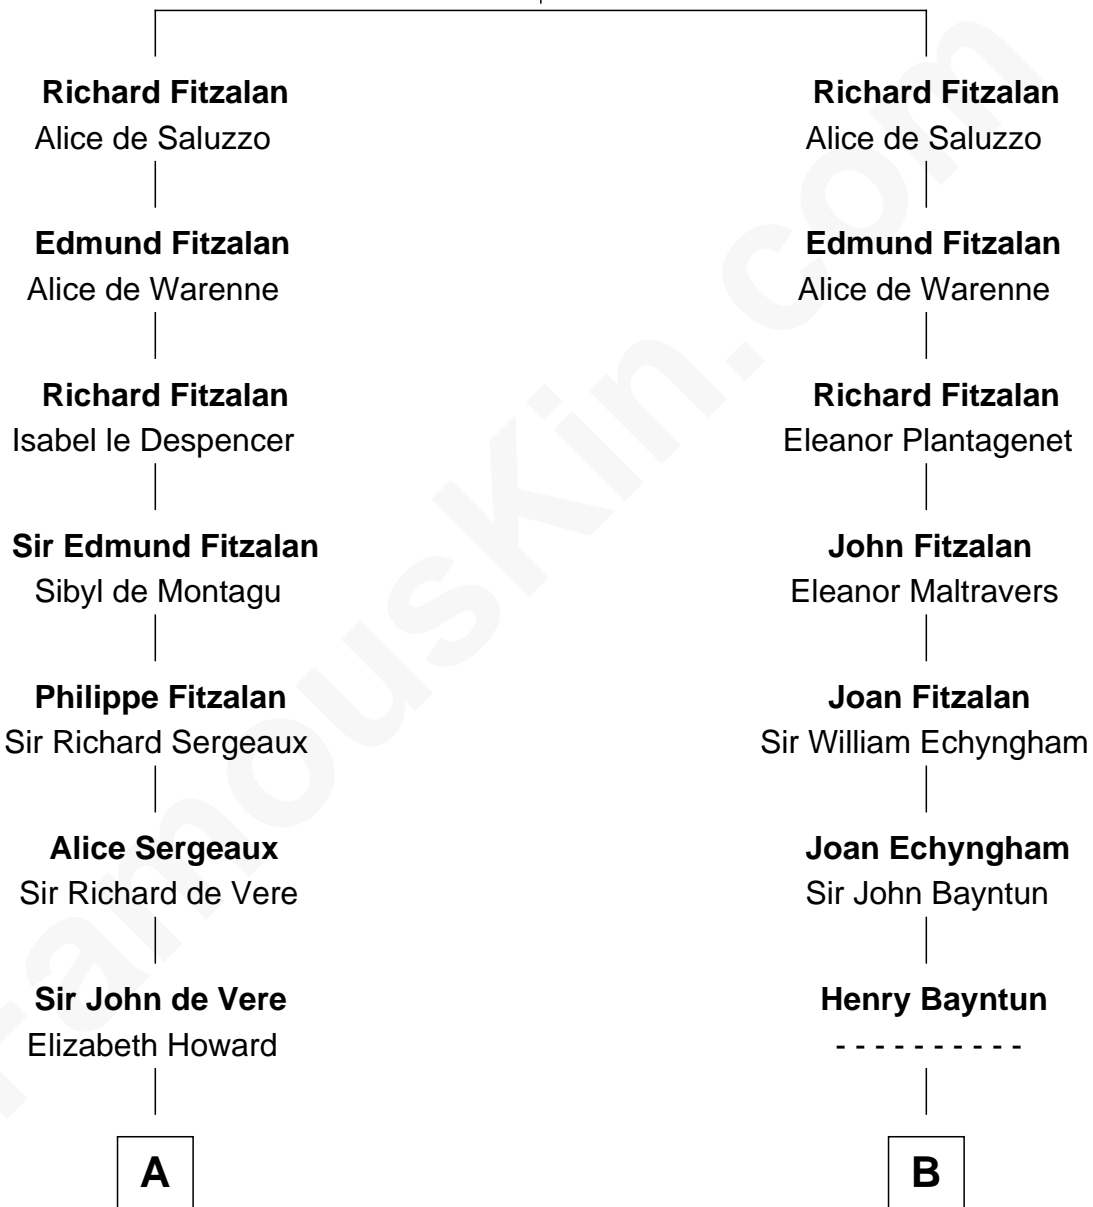 Richard Fitzalan
Alice de Saluzzo
Edmund Fitzalan
Alice de Warenne
Richard Fitzalan
Isabel le Despencer
Sir Edmund Fitzalan
Sibyl de Montagu
Philippe Fitzalan
Sir Richard Sergeaux
Alice Sergeaux
Sir Richard de Vere
Sir John de Vere
Elizabeth Howard
A
Richard Fitzalan
Alice de Saluzzo
Edmund Fitzalan
Alice de Warenne
Richard Fitzalan
Eleanor Plantagenet
John Fitzalan
Eleanor Maltravers
Joan Fitzalan
Sir William Echyngham
Joan Echyngham
Sir John Bayntun
Henry Bayntun
- - - - - - - - - -
B
FamousKin.com